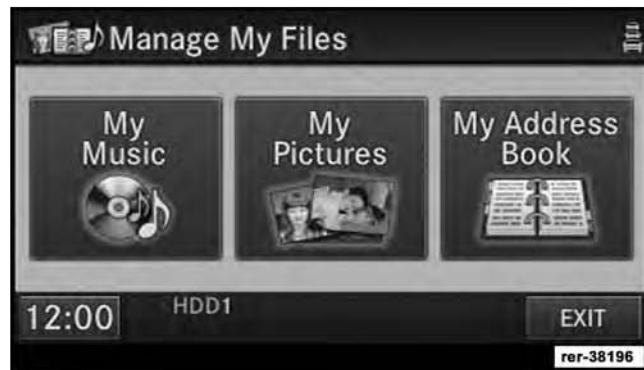 Manage My Files
My
Music
My
Pictures
My Address
Book
12:00
HDD1
EXIT
rer-38196